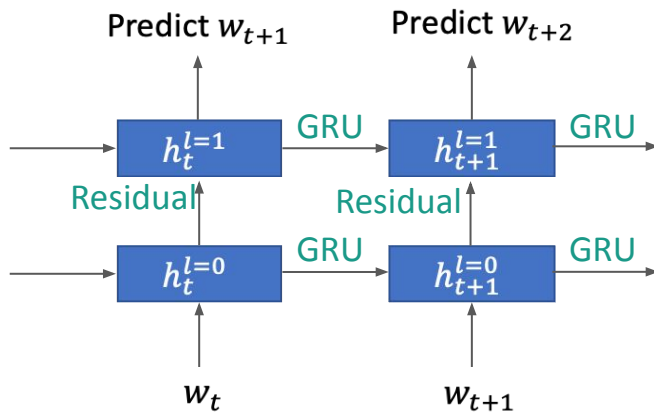 Predict w_{t+1} Predict w_{t+2}
h_t^{l=1} GRU h_{t+1}^{l=1} GRU
Residual Residual
h_t^{l=0} GRU h_{t+1}^{l=0} GRU
w_t w_{t+1}